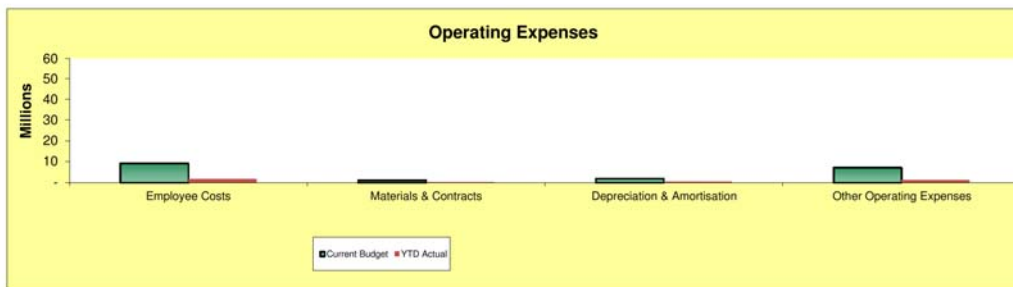 Operating Expenses
Millions
60
50
40
30
20
10
-
Employee Costs
Materials & Contracts
Depreciation & Amortisation
Other Operating Expenses
Current Budget
YTD Actual